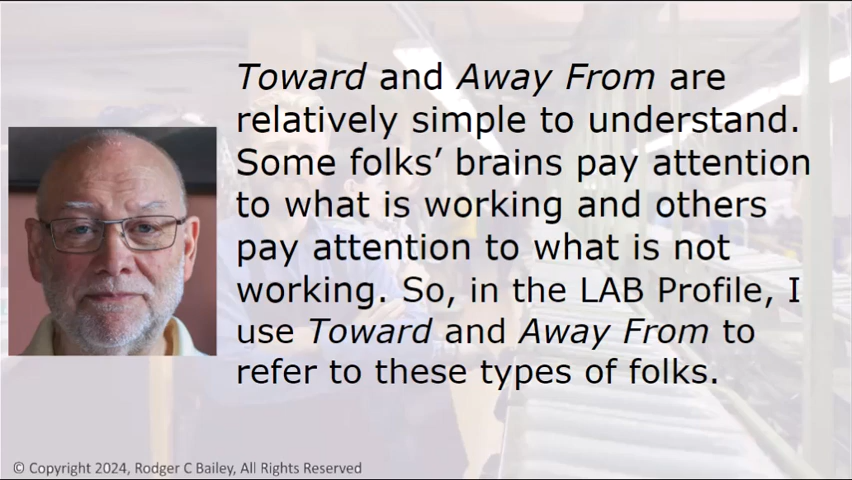 Toward and Away From are
relatively simple to understand.
Some folks’ brains pay attention
to what is working and others
pay attention to what is not
working. So, in the LAB Profile, I
use Toward and Away From to
refer to these types of folks.
© Copyright 2024, Rodger C Bailey, All Rights Reserved